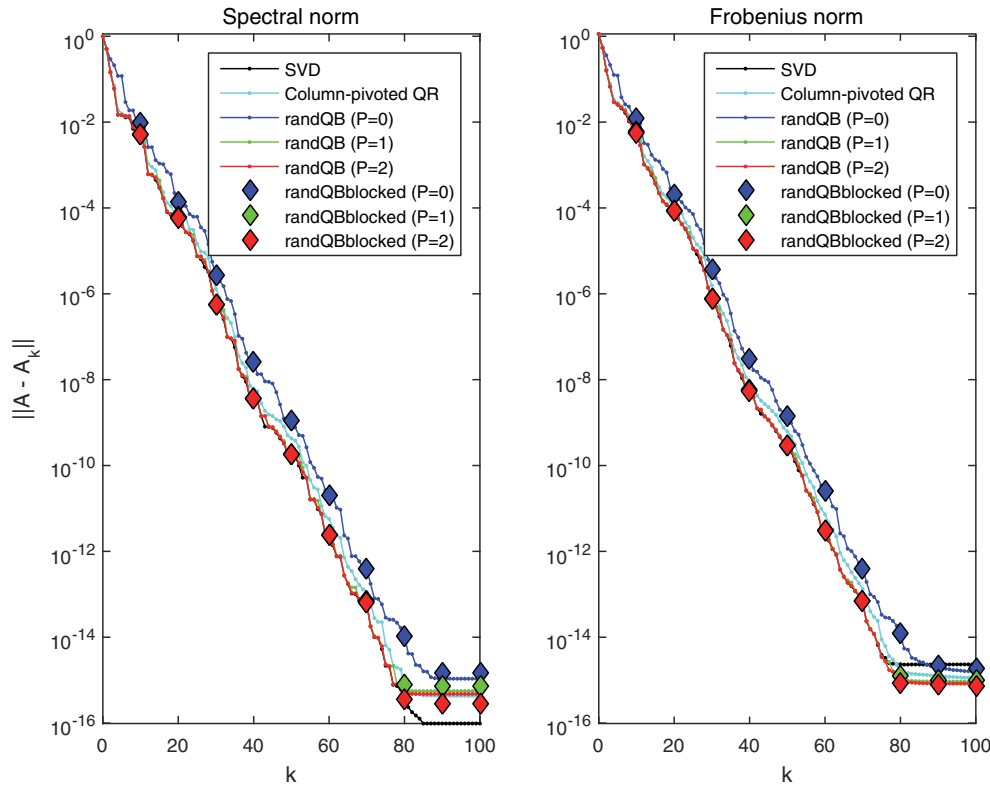 Spectral norm
||A - A_k||
10^0
10^-2
10^-4
10^-6
10^-8
10^-10
10^-12
10^-14
10^-16
SVD
Column-pivoted QR
randQB (P=0)
randQB (P=1)
randQB (P=2)
randQBblocked (P=0)
randQBblocked (P=1)
randQBblocked (P=2)
0 20 40 60 80 100
k
Frobenius norm
10^0
10^-2
10^-4
10^-6
10^-8
10^-10
10^-12
10^-14
10^-16
SVD
Column-pivoted QR
randQB (P=0)
randQB (P=1)
randQB (P=2)
randQBblocked (P=0)
randQBblocked (P=1)
randQBblocked (P=2)
0 20 40 60 80 100
k